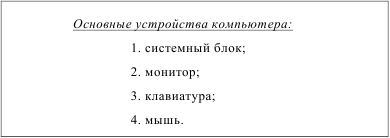 Основные устройства компьютера:
1. системный блок;
2. монитор;
3. клавиатура;
4. мышь.